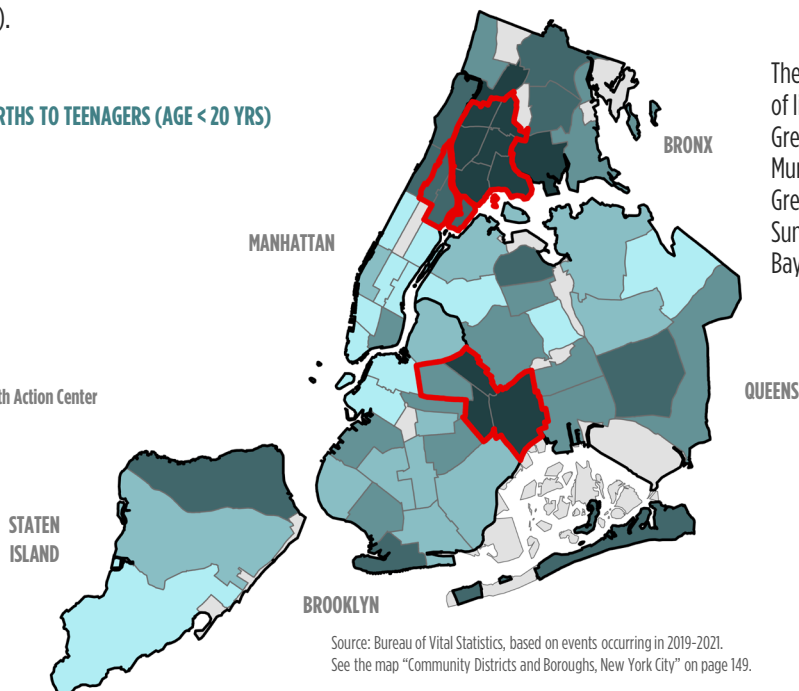 ).
RTHS TO TEENAGERS (AGE < 20 YRS)
The
of l
Gre
Mur
Gre
Sun
Bay
BRONX
MANHATTAN
th Action Center
QUEENS
STATEN
ISLAND
BROOKLYN
Source: Bureau of Vital Statistics, based on events occurring in 2019-2021.
See the map “Community Districts and Boroughs, New York City” on page 149.